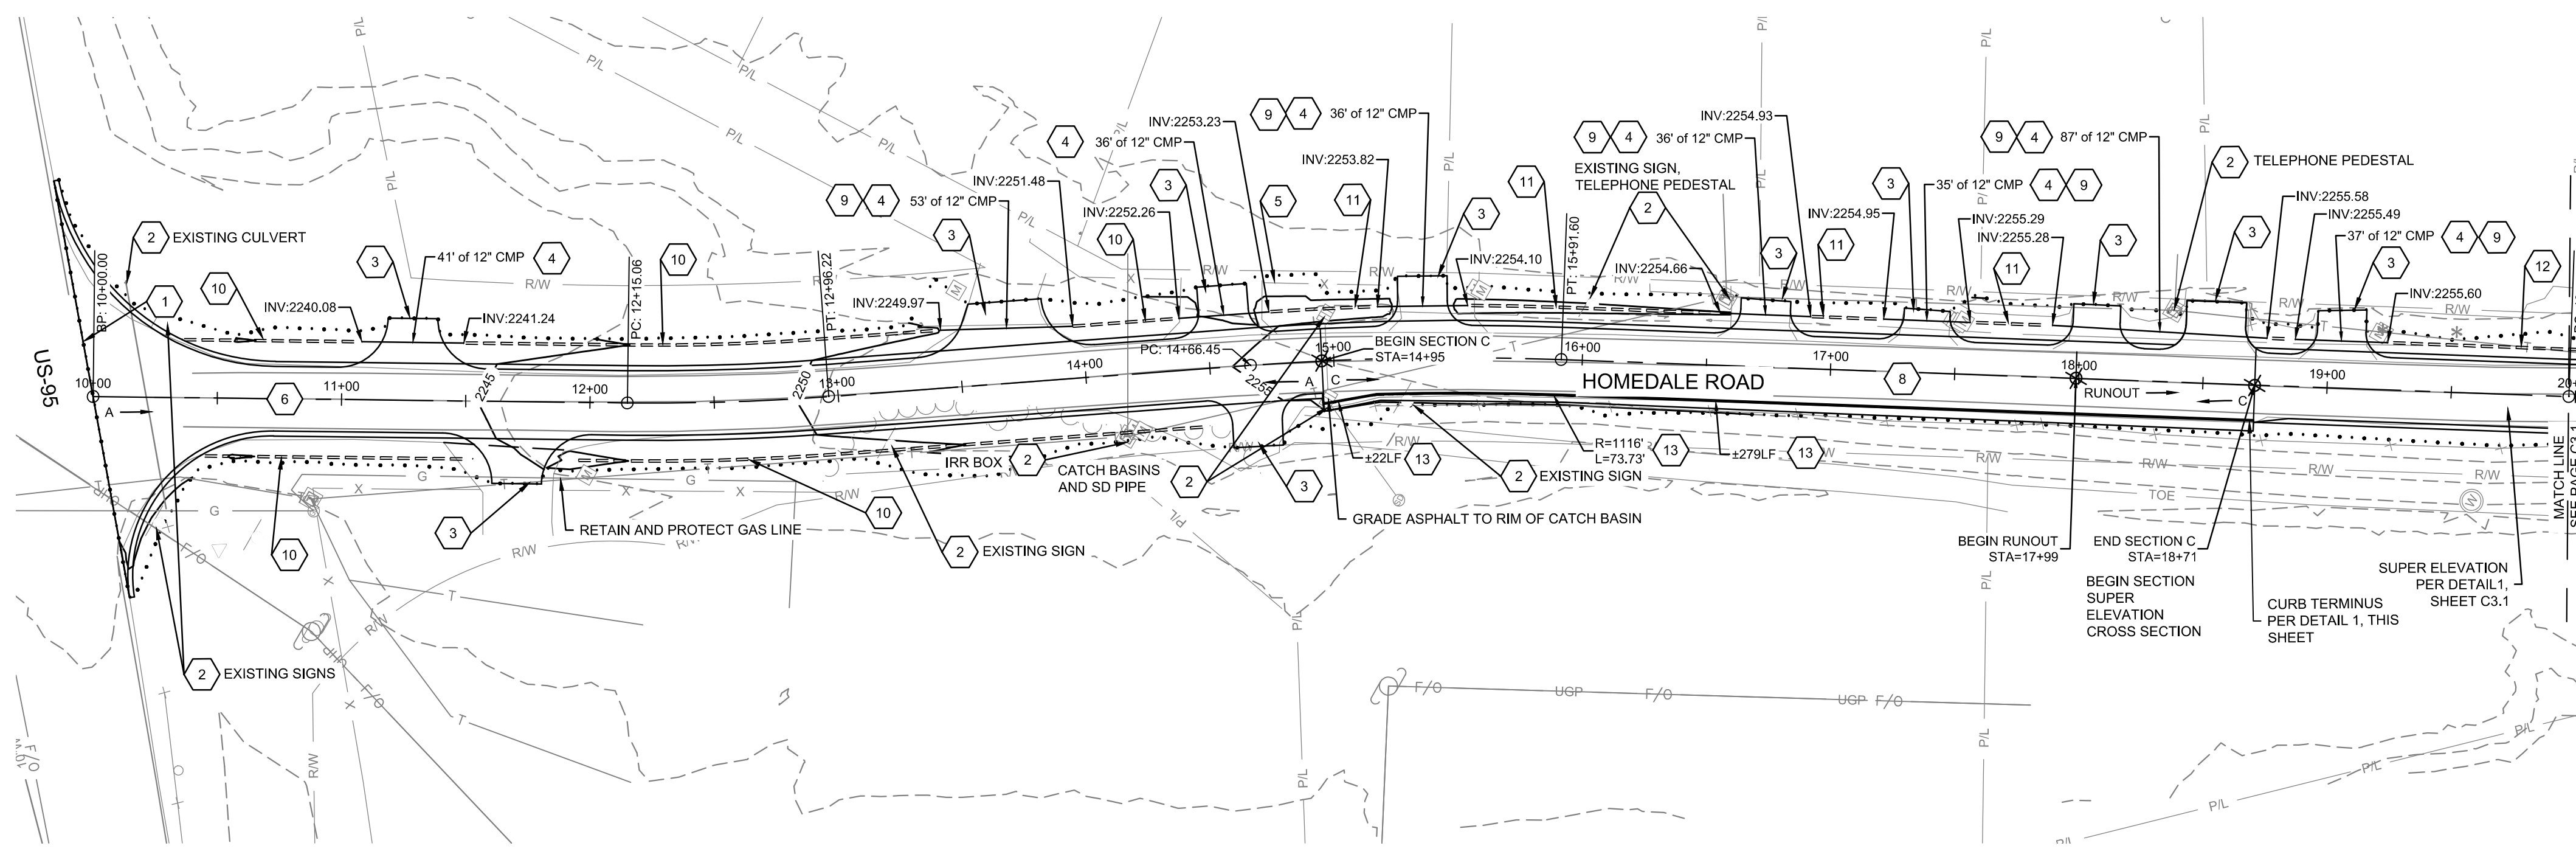 P/L
P/L
P/L
P/L
P/L
P/L
P/L
P/L
P/L
P/L
P/L
P/L
P/L
P/L
2 EXISTING CULVERT
BP: 10+00.00
1
10
INV:2240.08
3
41' of 12" CMP 4
INV:2241.24
R/W
PC: 12+15.06
10
PT: 12+96.22
9 4 53' of 12" CMP
INV:2249.97
3
INV:2251.48
4
36' of 12" CMP
INV:2252.26
10
3
INV:2253.23
5
9 4 36' of 12" CMP
INV:2253.82
11
3
INV:2254.10
11
PT: 15+91.60
9 4 36' of 12" CMP
EXISTING SIGN,
TELEPHONE PEDESTAL
2
INV:2254.66
INV:2254.93
3
11
INV:2254.95
3
35' of 12" CMP 4 9
INV:2255.29
INV:2255.28
11
9 4 87' of 12" CMP
3
2 TELEPHONE PEDESTAL
3
INV:2255.58
INV:2255.49
37' of 12" CMP 4 9
3
INV:2255.60
12
X
R/W
X
R/W
R/W
R/W
R/W
R/W
R/W
R/W
M
M
T
US-95
10+00
A
6
11+00
12+00
2245
2250
13+00
14+00
PC: 14+66.45
2255
15+00
BEGIN SECTION C
STA=14+95
A C
T
16+00
HOMEDALE ROAD
17+00
8
18+00
RUNOUT
C
19+00
MATCH LINE
SEE PAGE C3.1
10
3
RETAIN AND PROTECT GAS LINE
10
2 EXISTING SIGN
IRR BOX 2
CATCH BASINS
AND SD PIPE
2
3
±22LF 13
GRADE ASPHALT TO RIM OF CATCH BASIN
2 EXISTING SIGN
R=1116'
L=73.73' 13
±279LF 13
BEGIN RUNOUT
STA=17+99
END SECTION C
STA=18+71
BEGIN SECTION
SUPER
ELEVATION
CROSS SECTION
CURB TERMINUS
PER DETAIL 1, THIS
SHEET
SUPER ELEVATION
PER DETAIL1,
SHEET C3.1
2 EXISTING SIGNS
OHP
T
G
G
X
X
G
X
R/W
R/W
R/W
R/W
R/W
R/W
R/W
R/W
TOE
W
F/O
R/W
T
X
OHP
F/O
X
T
R/W
F/O
F/O
UGP
F/O
UGP F/O
P/L
P/L
P/L
P/L
P/L
P/L
P/L
P/L